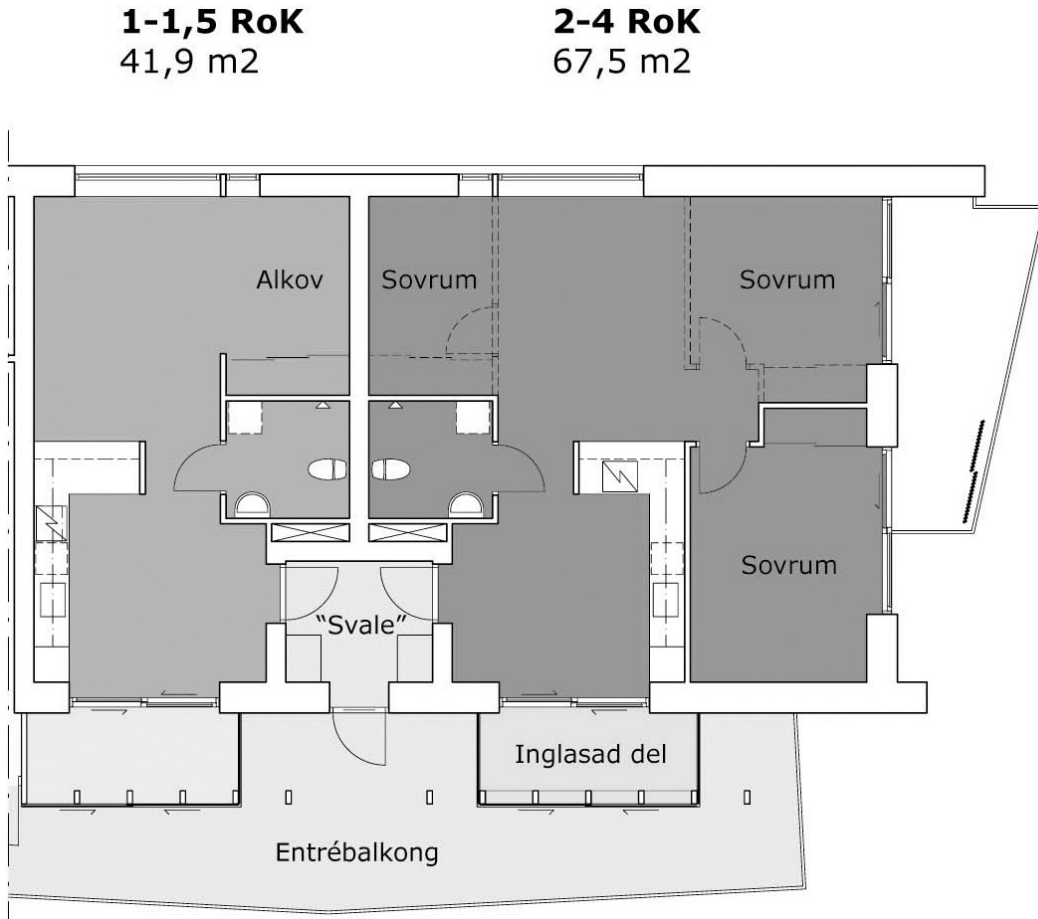 1-1,5 RoK
41,9 m2
2-4 RoK
67,5 m2
Alkov
Sovrum
Sovrum
Sovrum
"Svale"
Inglasad del
Entrébalkong